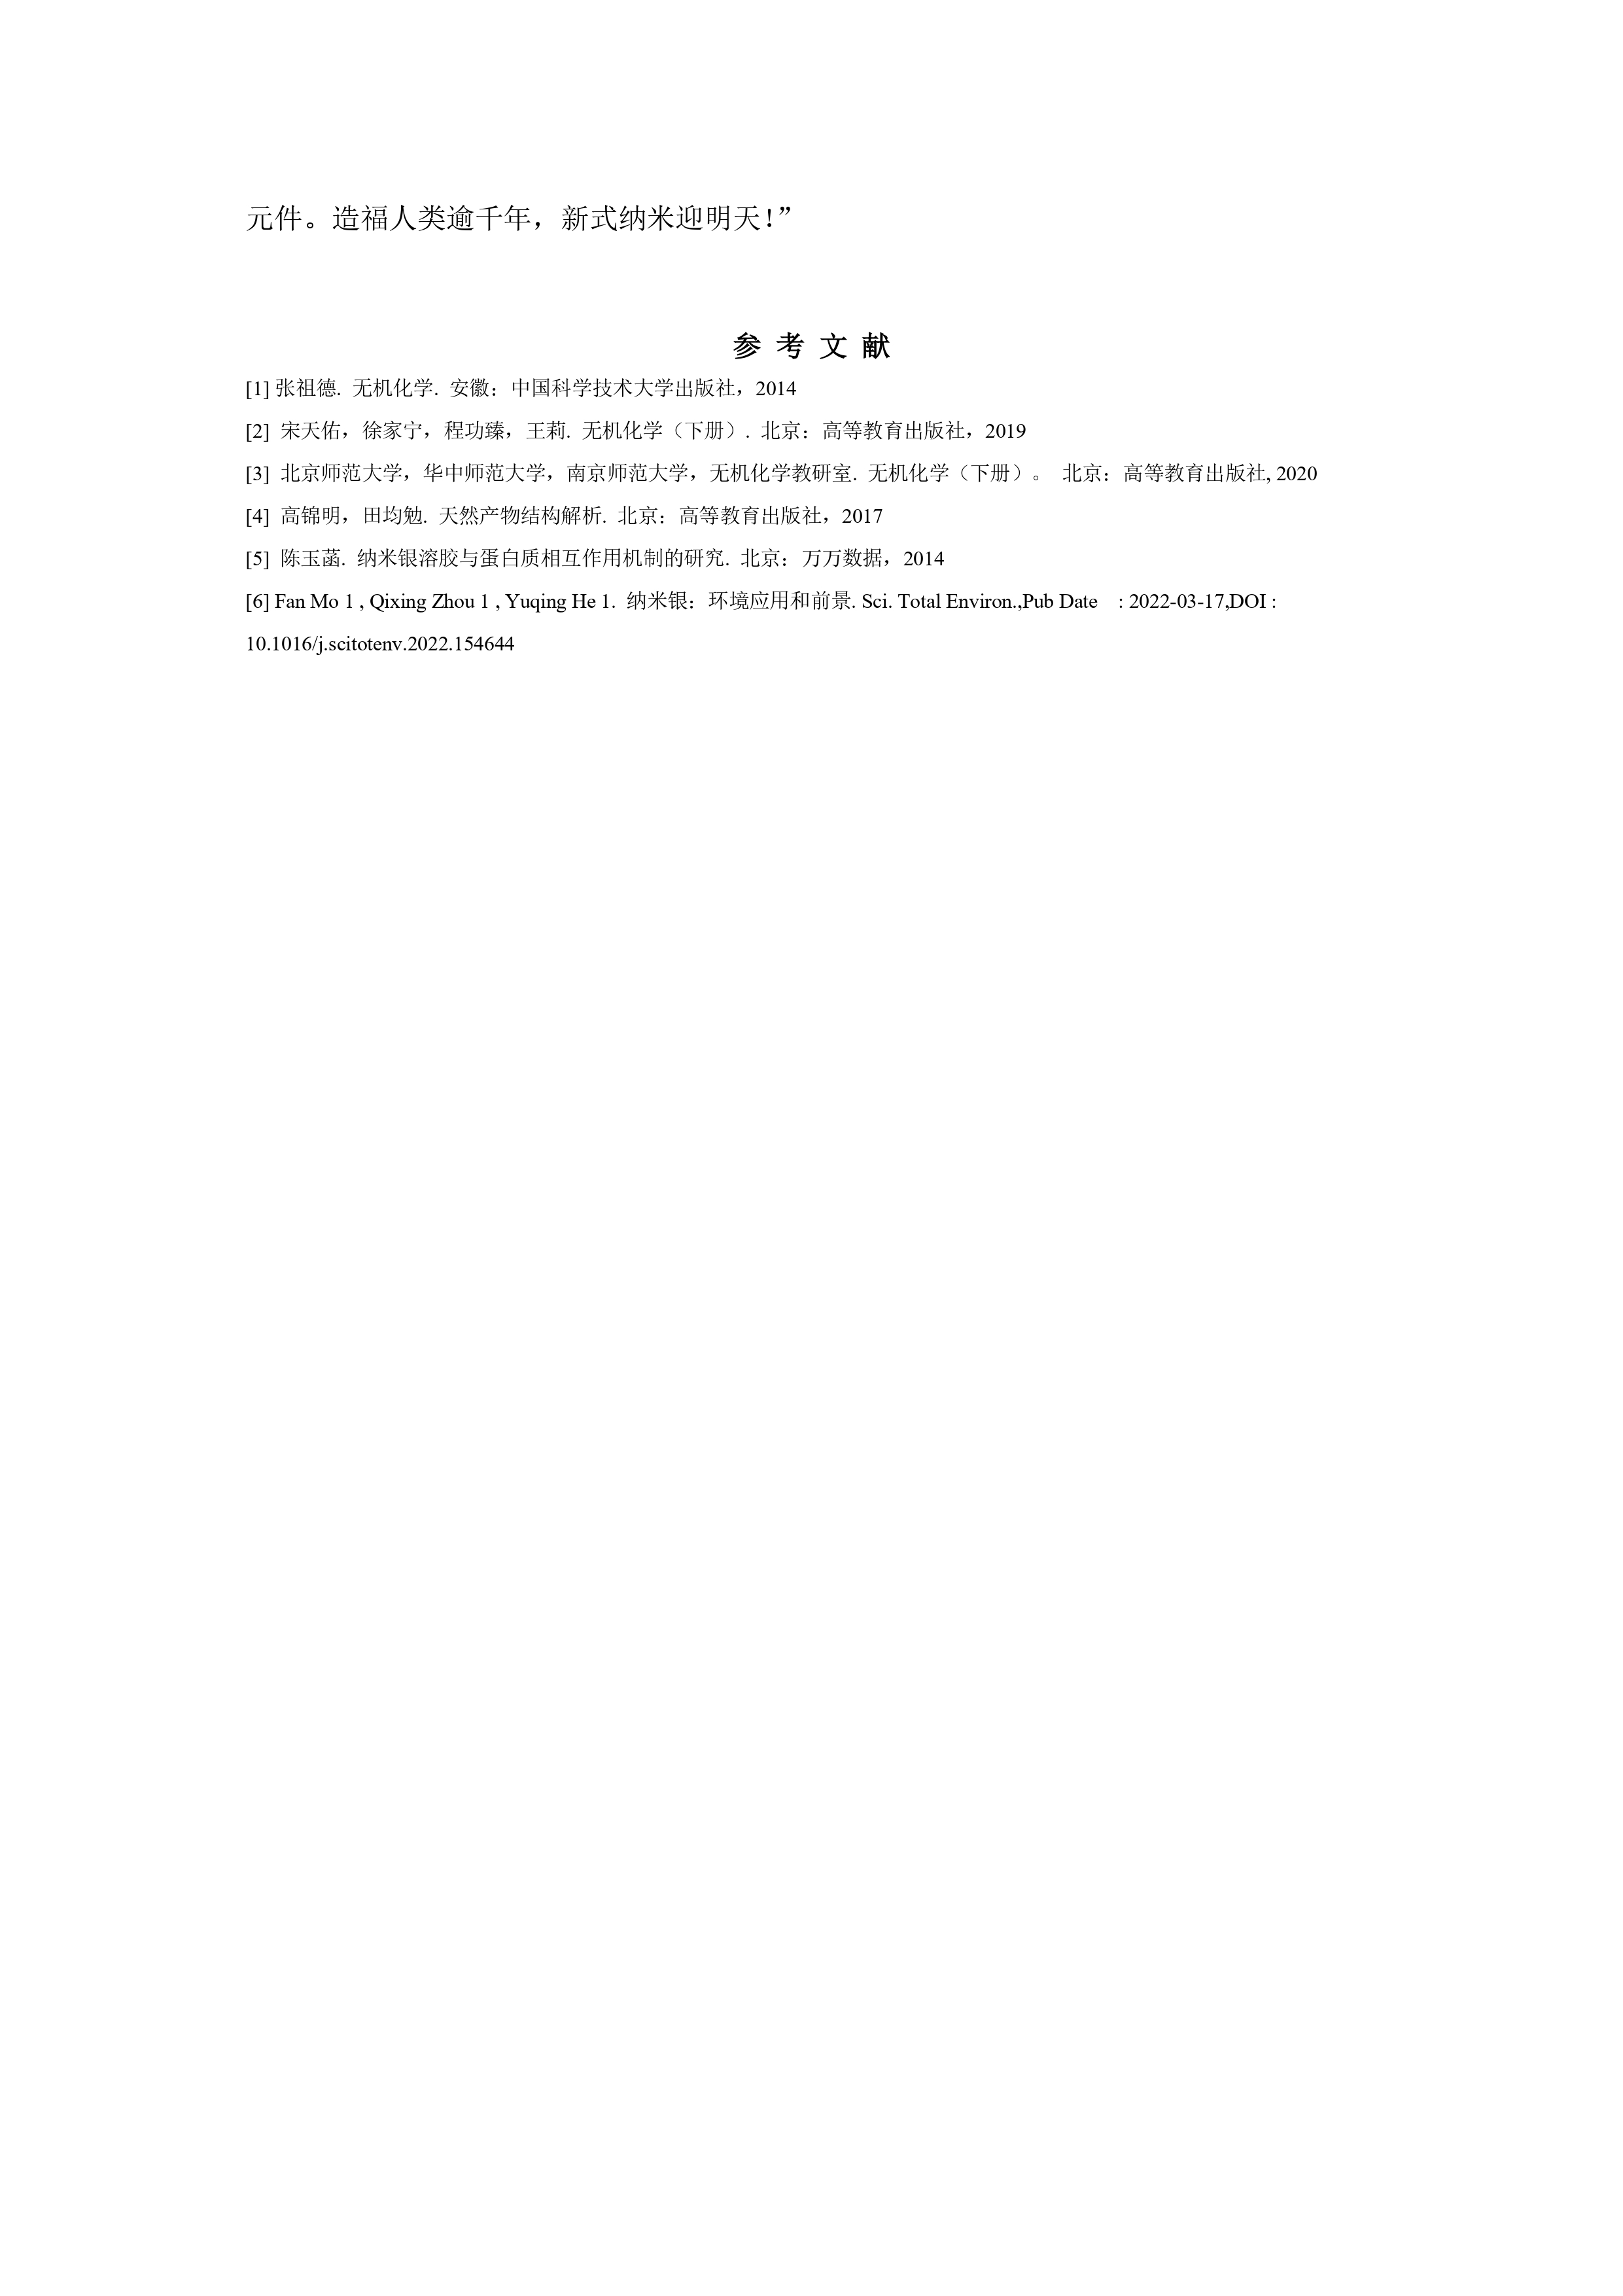 元件。造福人类逾千年，新式纳米迎明天！”
参 考 文 献
[1] 张祖德. 无机化学. 安徽：中国科学技术大学出版社，2014
[2] 宋天佑，徐家宁，程功臻，王莉. 无机化学（下册）. 北京：高等教育出版社，2019
[3] 北京师范大学，华中师范大学，南京师范大学，无机化学教研室. 无机化学（下册）。 北京：高等教育出版社, 2020
[4] 高锦明，田均勉. 天然产物结构解析. 北京：高等教育出版社，2017
[5] 陈玉菡. 纳米银溶胶与蛋白质相互作用机制的研究. 北京：万万数据，2014
[6] Fan Mo 1 , Qixing Zhou 1 , Yuqing He 1. 纳米银：环境应用和前景. Sci. Total Environ.,Pub Date : 2022-03-17,DOI :
10.1016/j.scitotenv.2022.154644